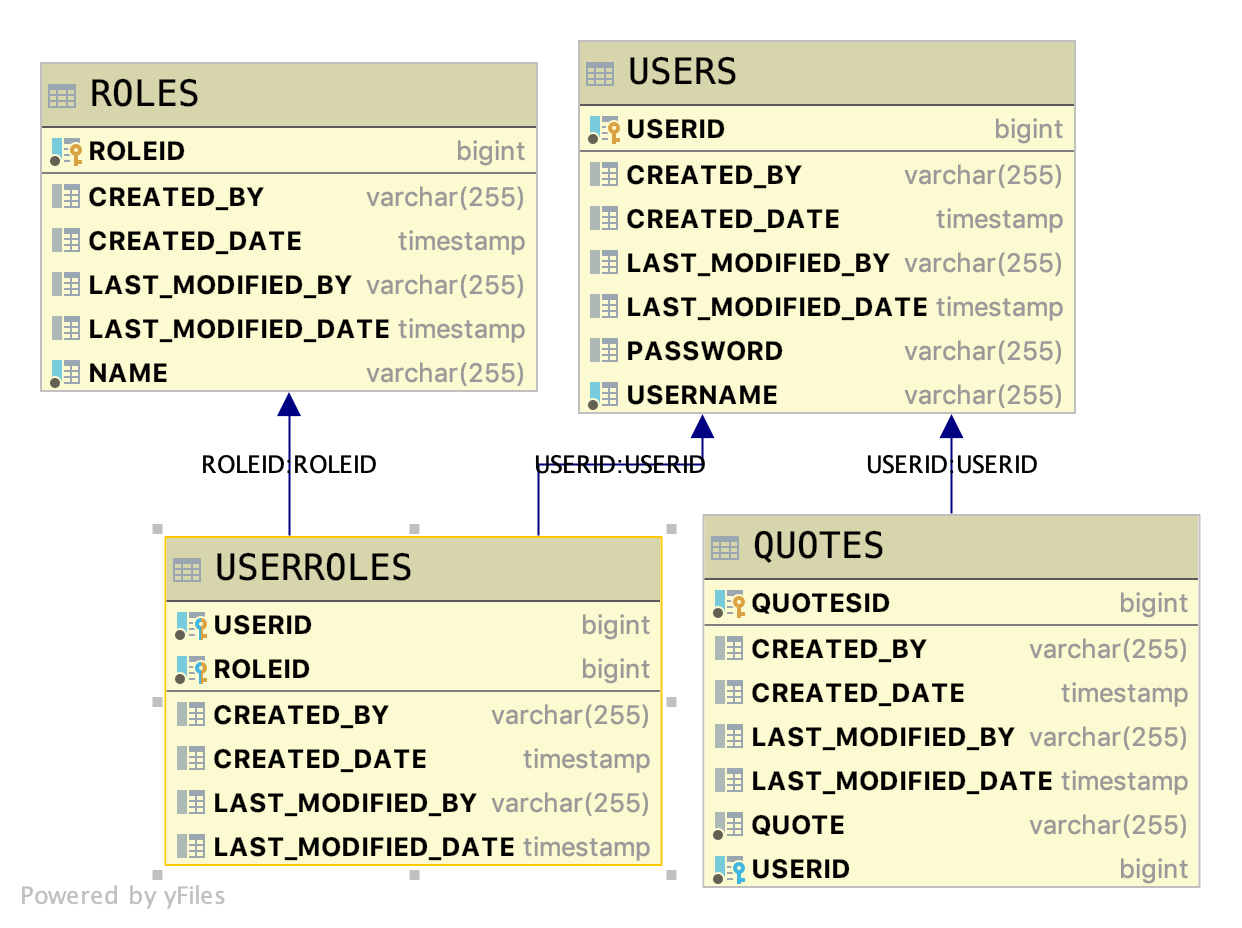 ROLES
ROLEID bigint
CREATED_BY varchar(255)
CREATED_DATE timestamp
LAST_MODIFIED_BY varchar(255)
LAST_MODIFIED_DATE timestamp
NAME varchar(255)
USERS
USERID bigint
CREATED_BY varchar(255)
CREATED_DATE timestamp
LAST_MODIFIED_BY varchar(255)
LAST_MODIFIED_DATE timestamp
PASSWORD varchar(255)
USERNAME varchar(255)
ROLEID:ROLEID
USERID:USERID
USERID:USERID
USERROLES
USERID bigint
ROLEID bigint
CREATED_BY varchar(255)
CREATED_DATE timestamp
LAST_MODIFIED_BY varchar(255)
LAST_MODIFIED_DATE timestamp
QUOTES
QUOTESID bigint
CREATED_BY varchar(255)
CREATED_DATE timestamp
LAST_MODIFIED_BY varchar(255)
LAST_MODIFIED_DATE timestamp
QUOTE varchar(255)
USERID bigint
Powered by yFiles